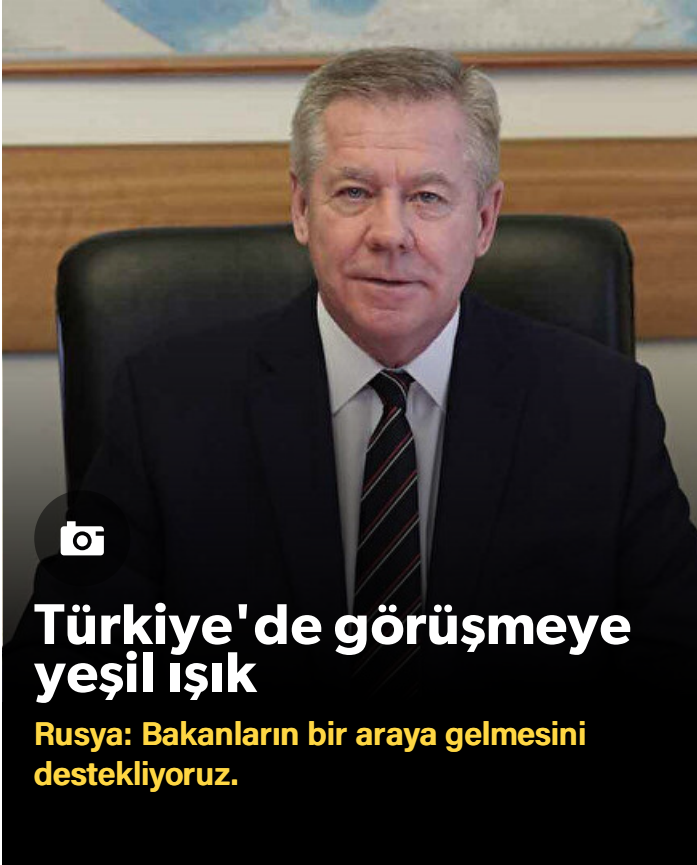 Türkiye'de görüşmeye
yeşil ışık
Rusya: Bakanların bir araya gelmesini
destekliyoruz.